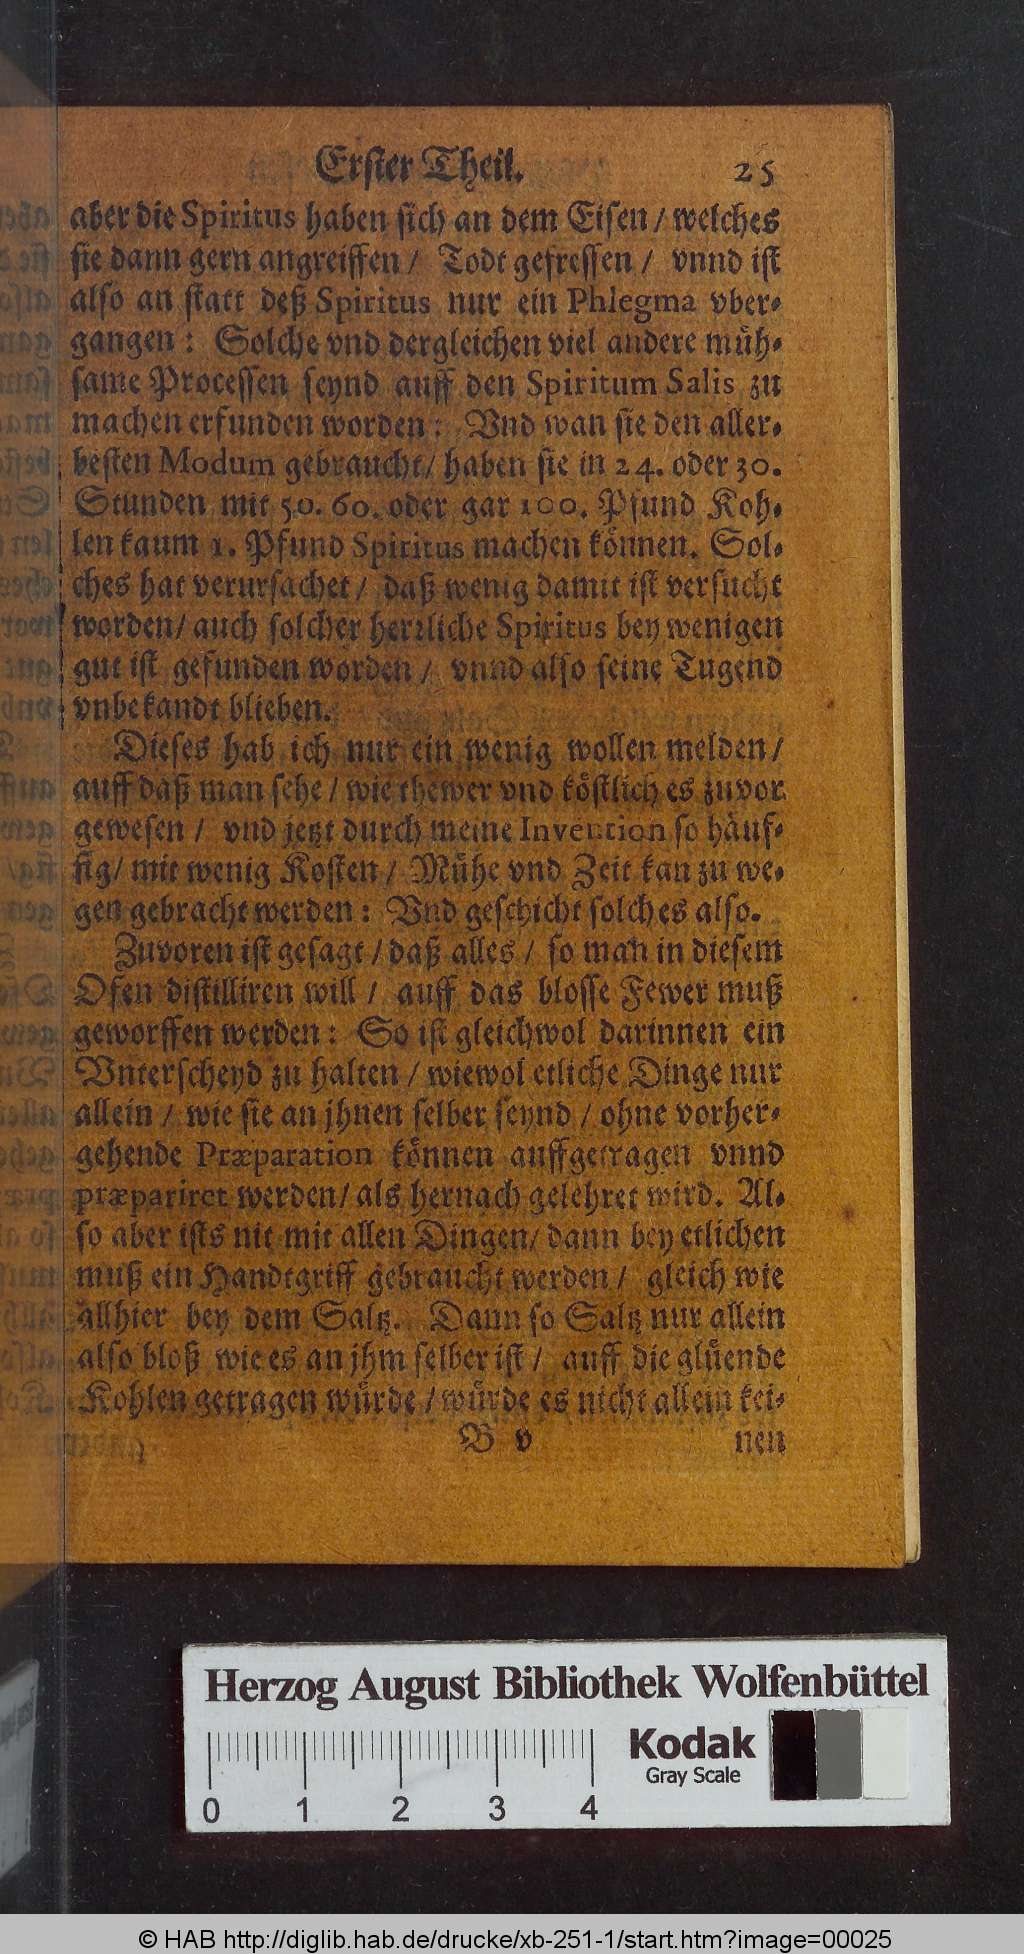 Erster Theil. 25
aber die Spiritus haben sich an dem Eisen / welches
sie dann gern angreiffen / Todt gefressen / vnnd ist
also an statt deß Spiritus nur ein Phlegma vber-
gangen : Solche vnd dergleichen viel andere müh-
same Processen seynd auff den Spiritum Salis zu
machen erfunden worden : Vnd wan sie den aller-
besten Modum gebraucht / haben sie in 24. oder 30.
Stunden mit 50. 60. oder gar 100. Pfund Koh-
len kaum 1. Pfund Spiritus machen können. Sol-
ches hat verursachet / daß wenig damit ist versucht
worden / auch solcher herrliche Spiritus bey wenigen
gut ist gefunden worden / vnnd also seine Tugend
vnbekandt blieben.
Dieses hab ich nur ein wenig wollen melden /
auff daß man sehe / wie thewer vnd köstlich es zuvor
gewesen / vnd jetzt durch meine Invention so häuf-
fig / mit wenig Kosten / Mühe vnd Zeit kan zu we-
gen gebracht werden : Vnd geschicht solches also.
Zuvoren ist gesagt / daß alles / so man in diesem
Ofen distilliren will / auff das blosse Fewer muß
geworffen werden : So ist gleichwol darinnen ein
Vnterscheyd zu halten / wiewol etliche Dinge nur
allein / wie sie an jhnen selber seynd / ohne vorher-
gehende Præparation können auffgetragen vnnd
præpariret werden / als hernach gelehret wird. Al-
so aber ists nit mit allen Dingen / dann bey etlichen
muß ein Handtgriff gebraucht werden / gleich wie
allhier bey dem Saltz. Dann so Saltz nur allein
also bloß wie es an jhm selber ist / auff die glüende
Kohlen getragen würde / würde es nicht allein kei-
B v nen
Herzog August Bibliothek Wolfenbüttel
Kodak
Gray Scale
0 1 2 3 4
© HAB http://diglib.hab.de/drucke/xb-251-1/start.htm?image=00025